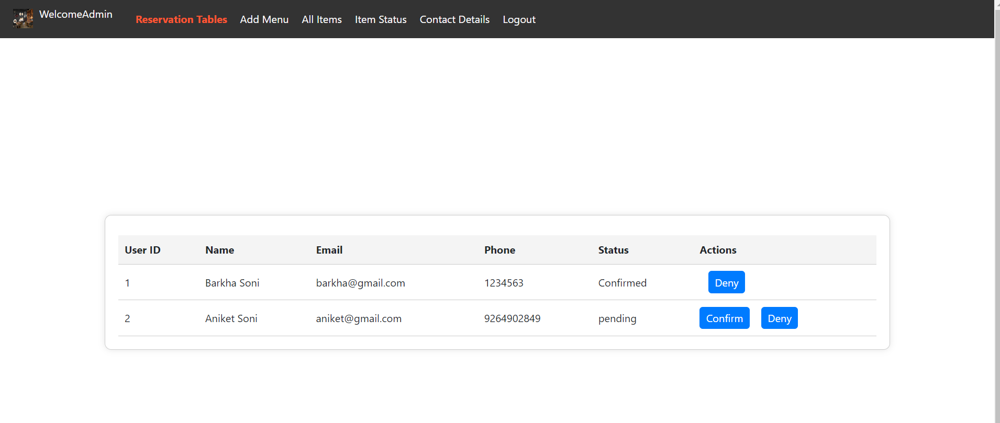 WelcomeAdmin Reservation Tables Add Menu All Items Item Status Contact Details Logout
User ID Name Email Phone Status Actions
1 Barkha Soni barkha@gmail.com 1234563 Confirmed Deny
2 Aniket Soni aniket@gmail.com 9264902849 pending Confirm Deny